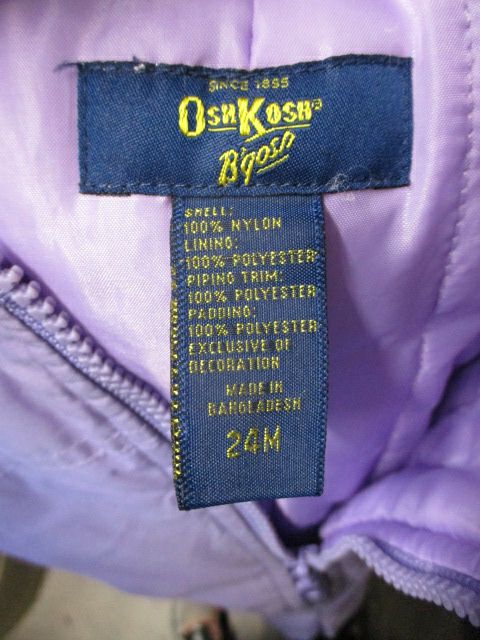 SINCE 1895
OSHKOSH®
B'gosh
SHELL:
100% NYLON
LINING:
100% POLYESTER
PIPING TRIM:
100% POLYESTER
PADDING:
100% POLYESTER
EXCLUSIVE OF
DECORATION
MADE IN
BANGLADESH
24M